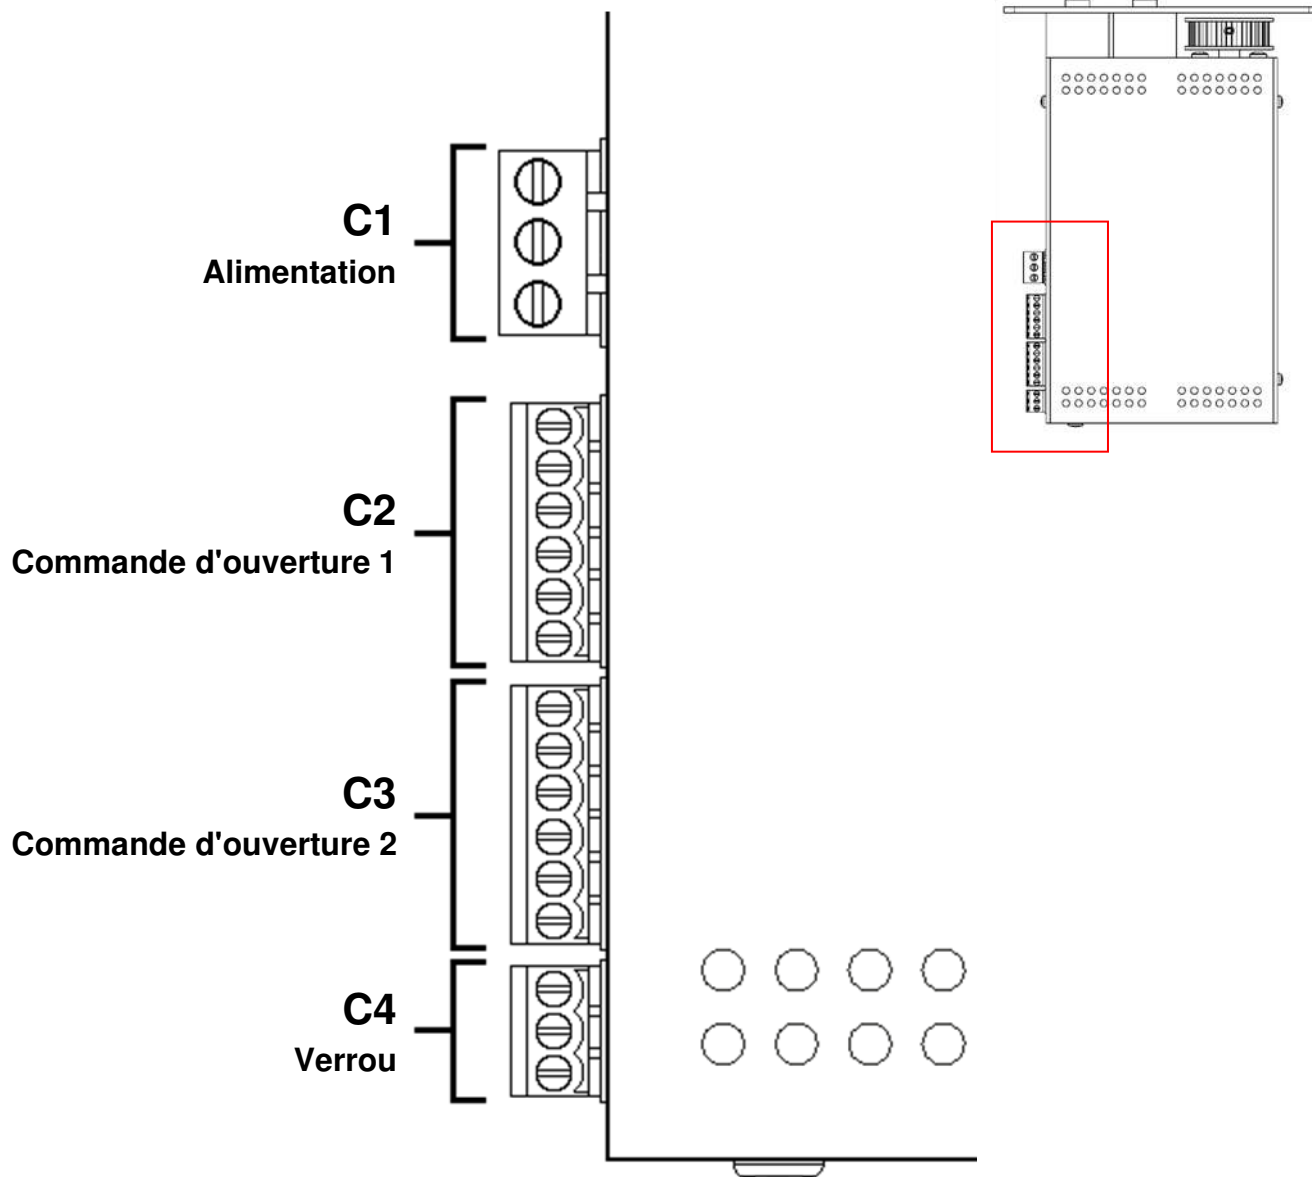 C1
Alimentation
C2
Commande d'ouverture 1
C3
Commande d'ouverture 2
C4
Verrou